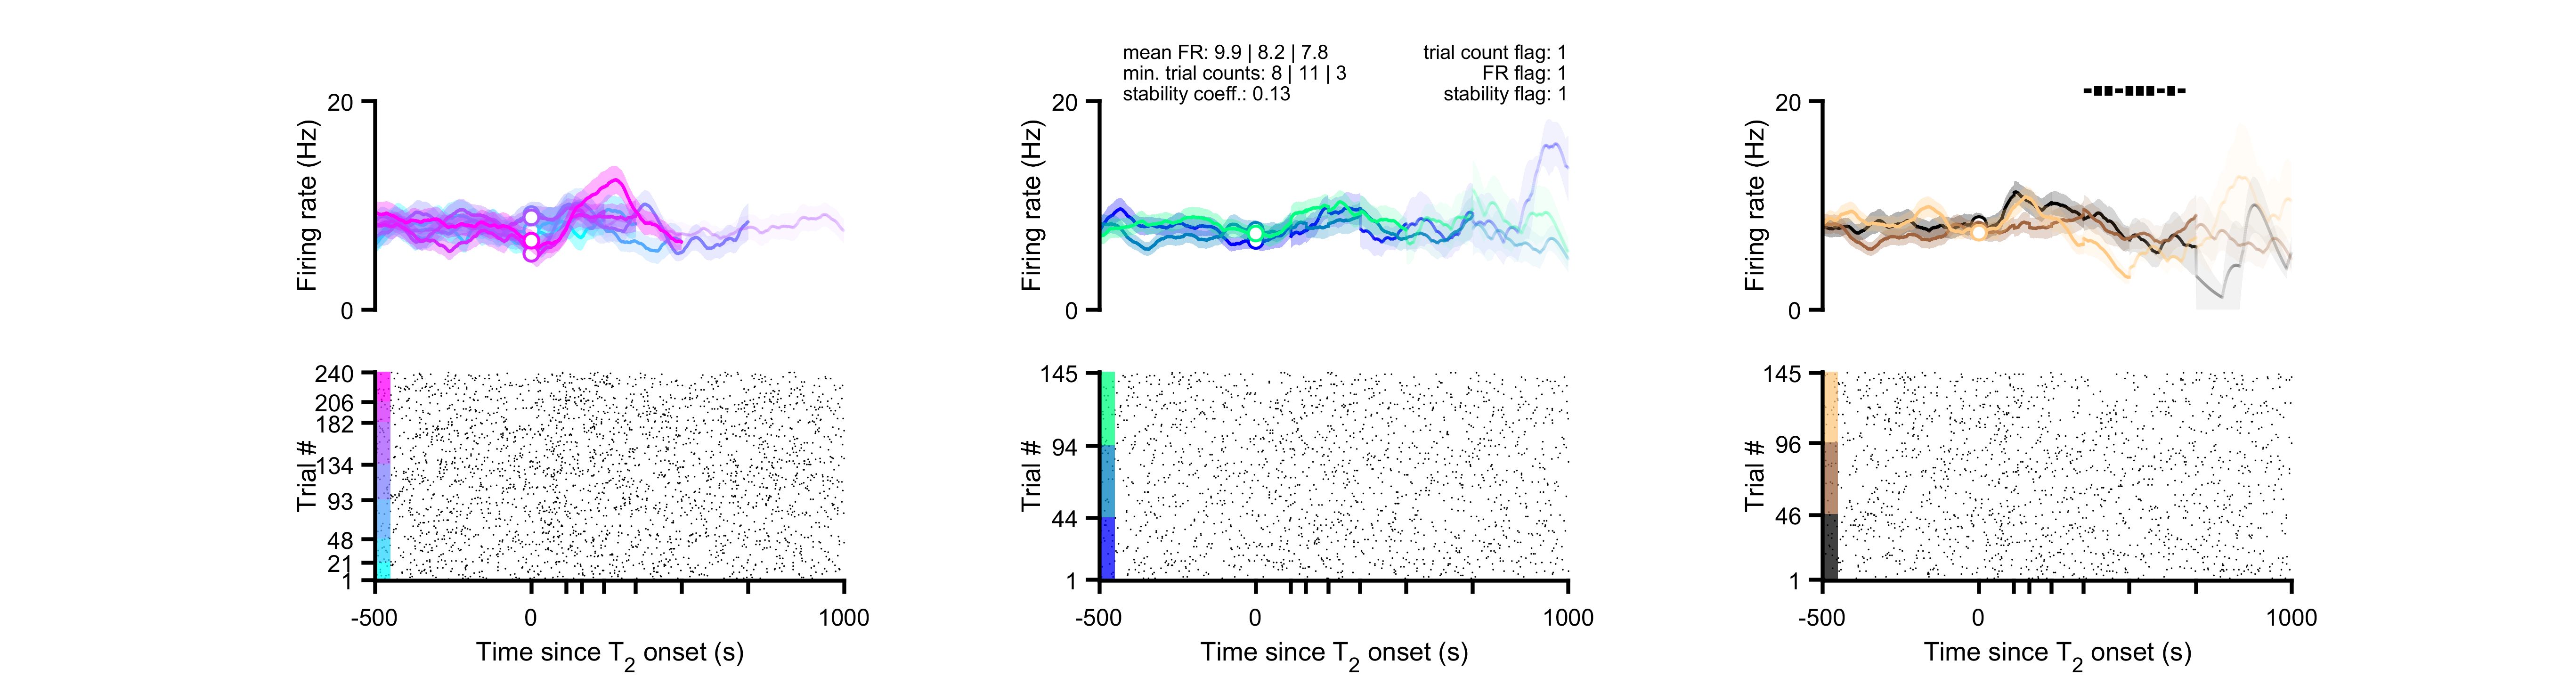 mean FR: 9.9 | 8.2 | 7.8
min. trial counts: 8 | 11 | 3
stability coeff.: 0.13
trial count flag: 1
FR flag: 1
stability flag: 1
20
Firing rate (Hz)
0
20
Firing rate (Hz)
0
20
Firing rate (Hz)
0
240
206
182
134
93
48
21
1
Trial #
-500
0
1000
Time since T2 onset (s)
145
94
44
1
Trial #
-500
0
1000
Time since T2 onset (s)
145
96
46
1
Trial #
-500
0
1000
Time since T2 onset (s)